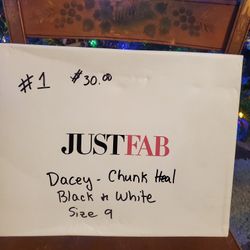 #1 $30.00
JUSTFAB
Dacey - Chunk Heal
Black & White
Size 9